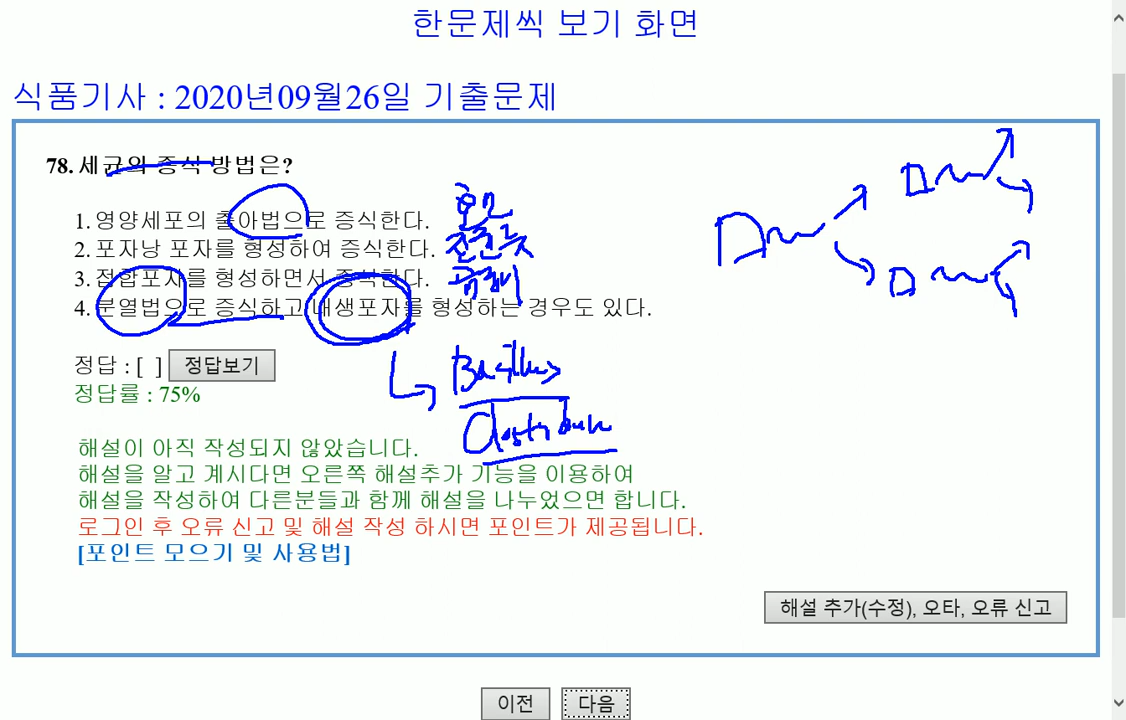 한문제씩 보기 화면
식품기사 : 2020년09월26일 기출문제
78. 세균의 증식 방법은?
1. 영양세포의 출아법으로 증식한다.
2. 포자낭 포자를 형성하여 증식한다.
3. 접합포자를 형성하면서 증식한다.
4. 분열법으로 증식하고 내생포자를 형성하는 경우도 있다.
정답 : [ ] 정답보기
정답률 : 75%
Bacillus
Clostridium
해설이 아직 작성되지 않았습니다.
해설을 알고 계시다면 오른쪽 해설추가 기능을 이용하여
해설을 작성하여 다른분들과 함께 해설을 나누었으면 합니다.
로그인 후 오류 신고 및 해설 작성 하시면 포인트가 제공됩니다.
[포인트 모으기 및 사용법]
해설 추가(수정), 오타, 오류 신고
이전 다음